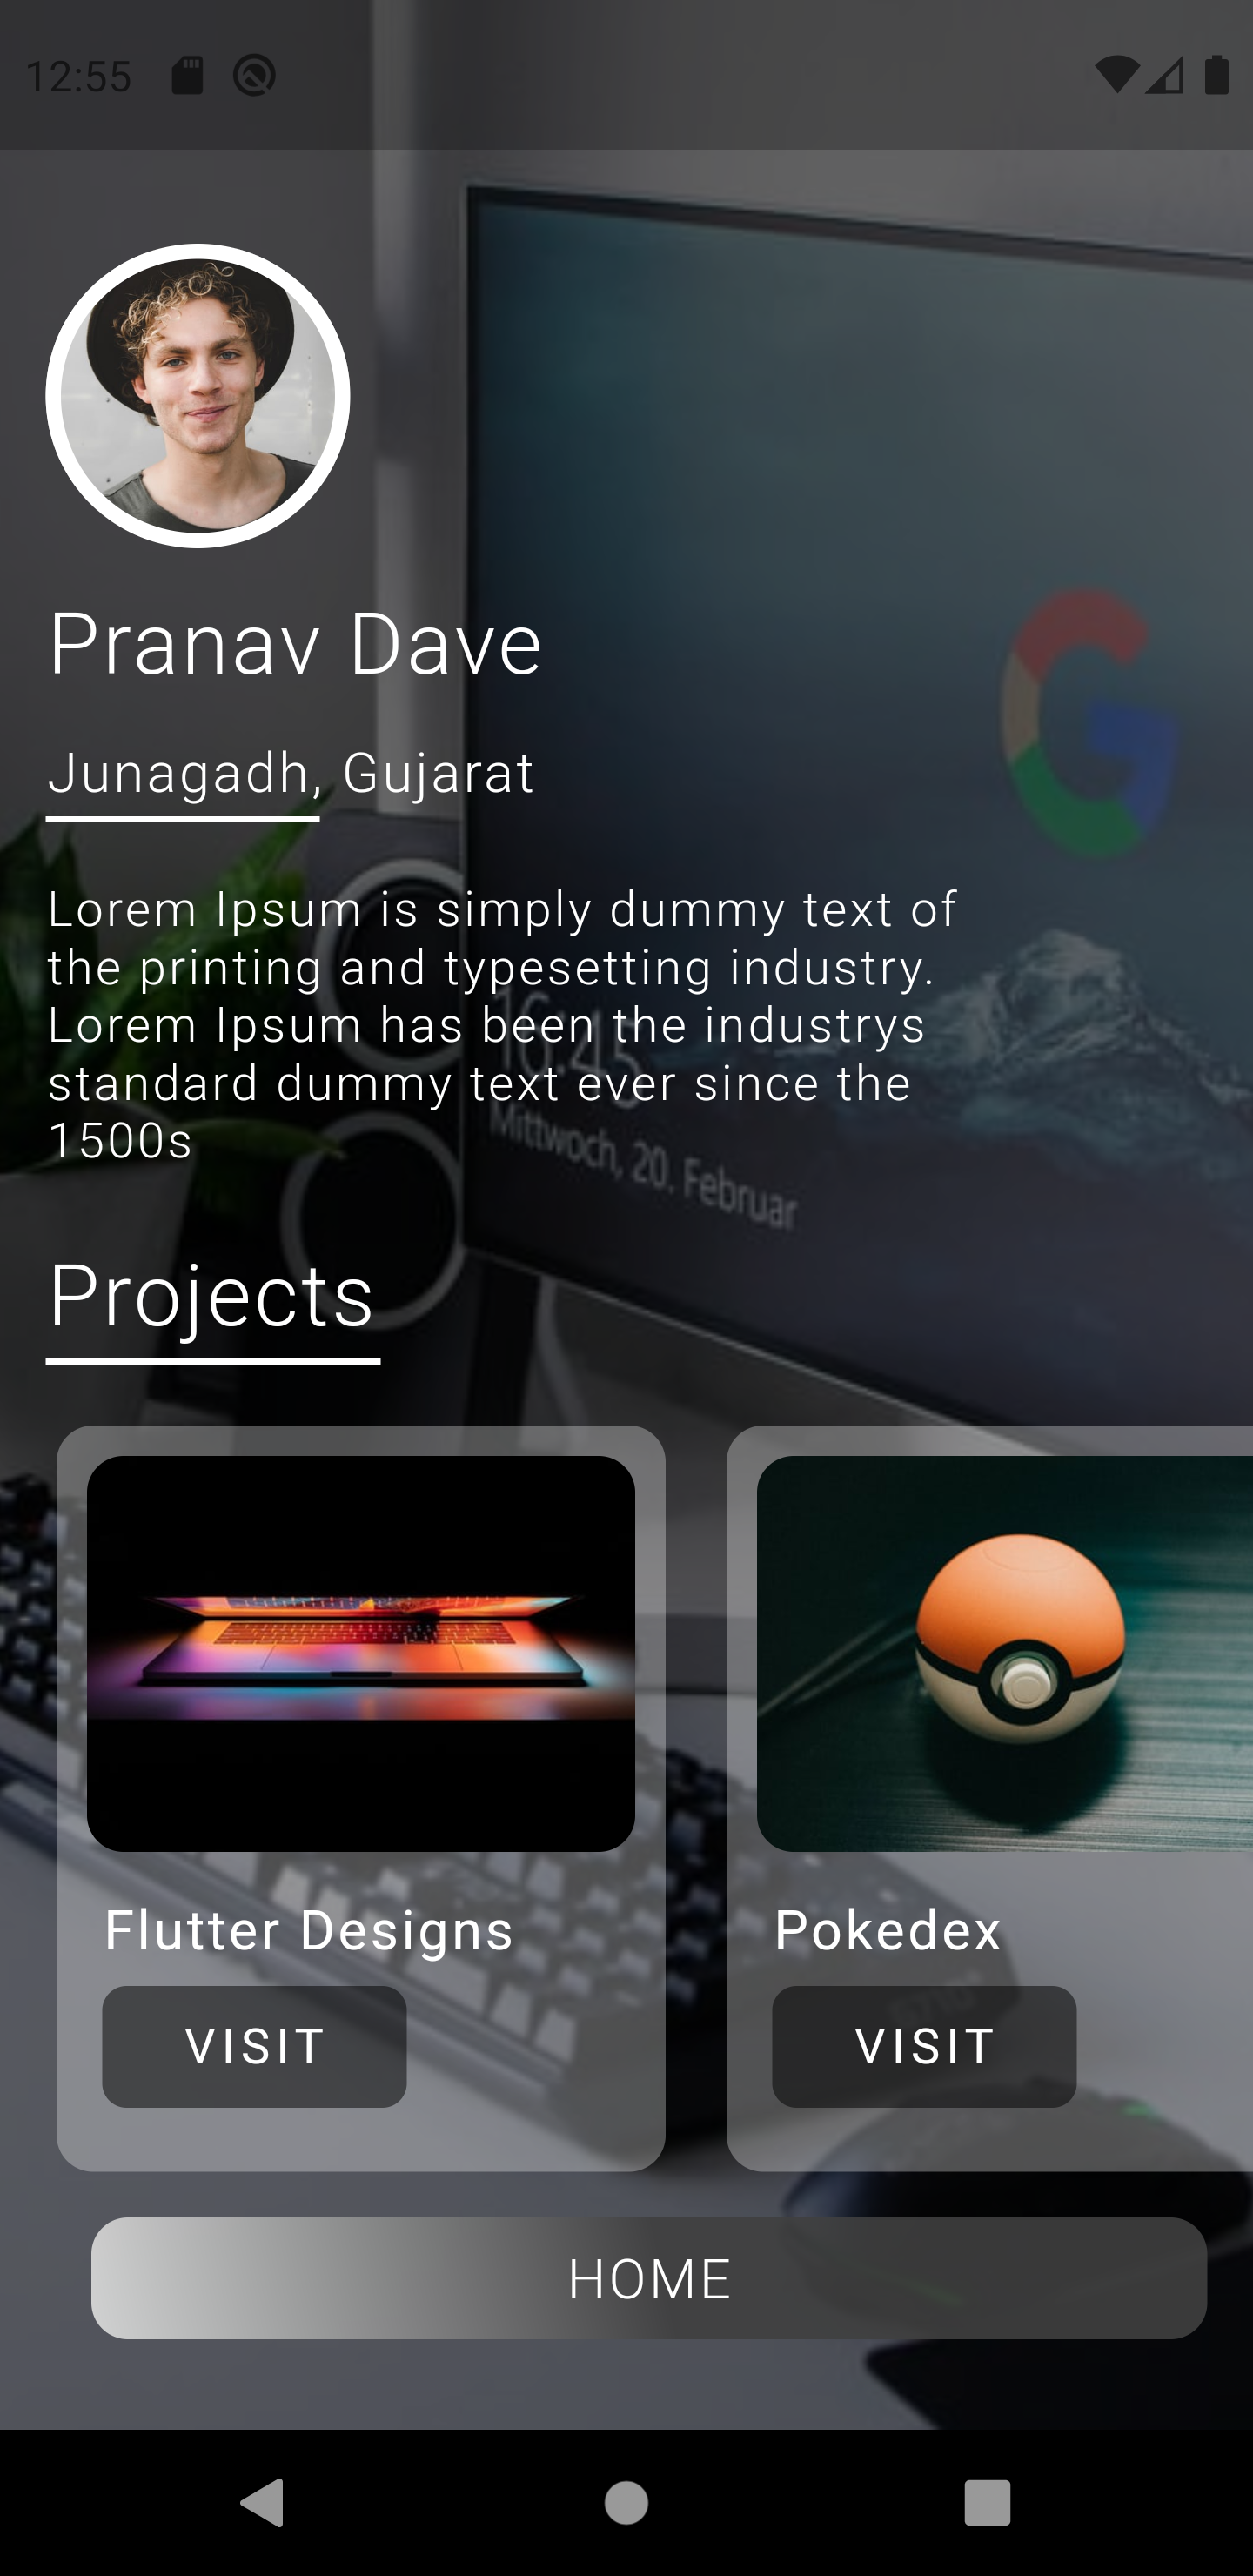 12:55
Pranav Dave
Junagadh, Gujarat
Lorem Ipsum is simply dummy text of
the printing and typesetting industry.
Lorem Ipsum has been the industrys
standard dummy text ever since the
1500s
16:45
Mittwoch, 20. Februar
Projects
Flutter Designs
Pokedex
VISIT
VISIT
HOME